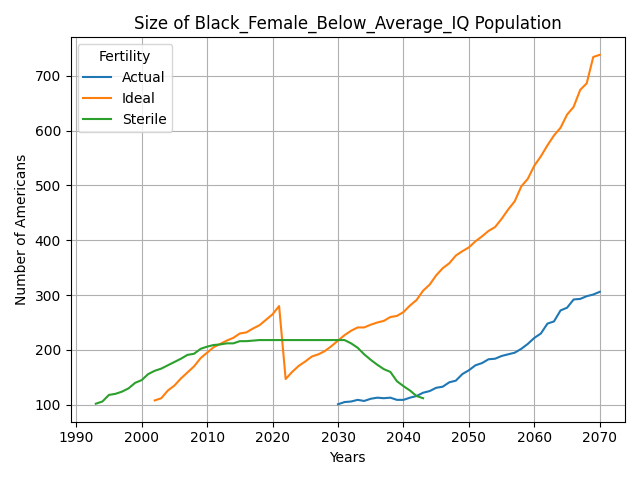 Size of Black_Female_Below_Average_IQ Population
Fertility
Actual
Ideal
Sterile
Number of Americans
700
600
500
400
300
200
100
1990 2000 2010 2020 2030 2040 2050 2060 2070
Years